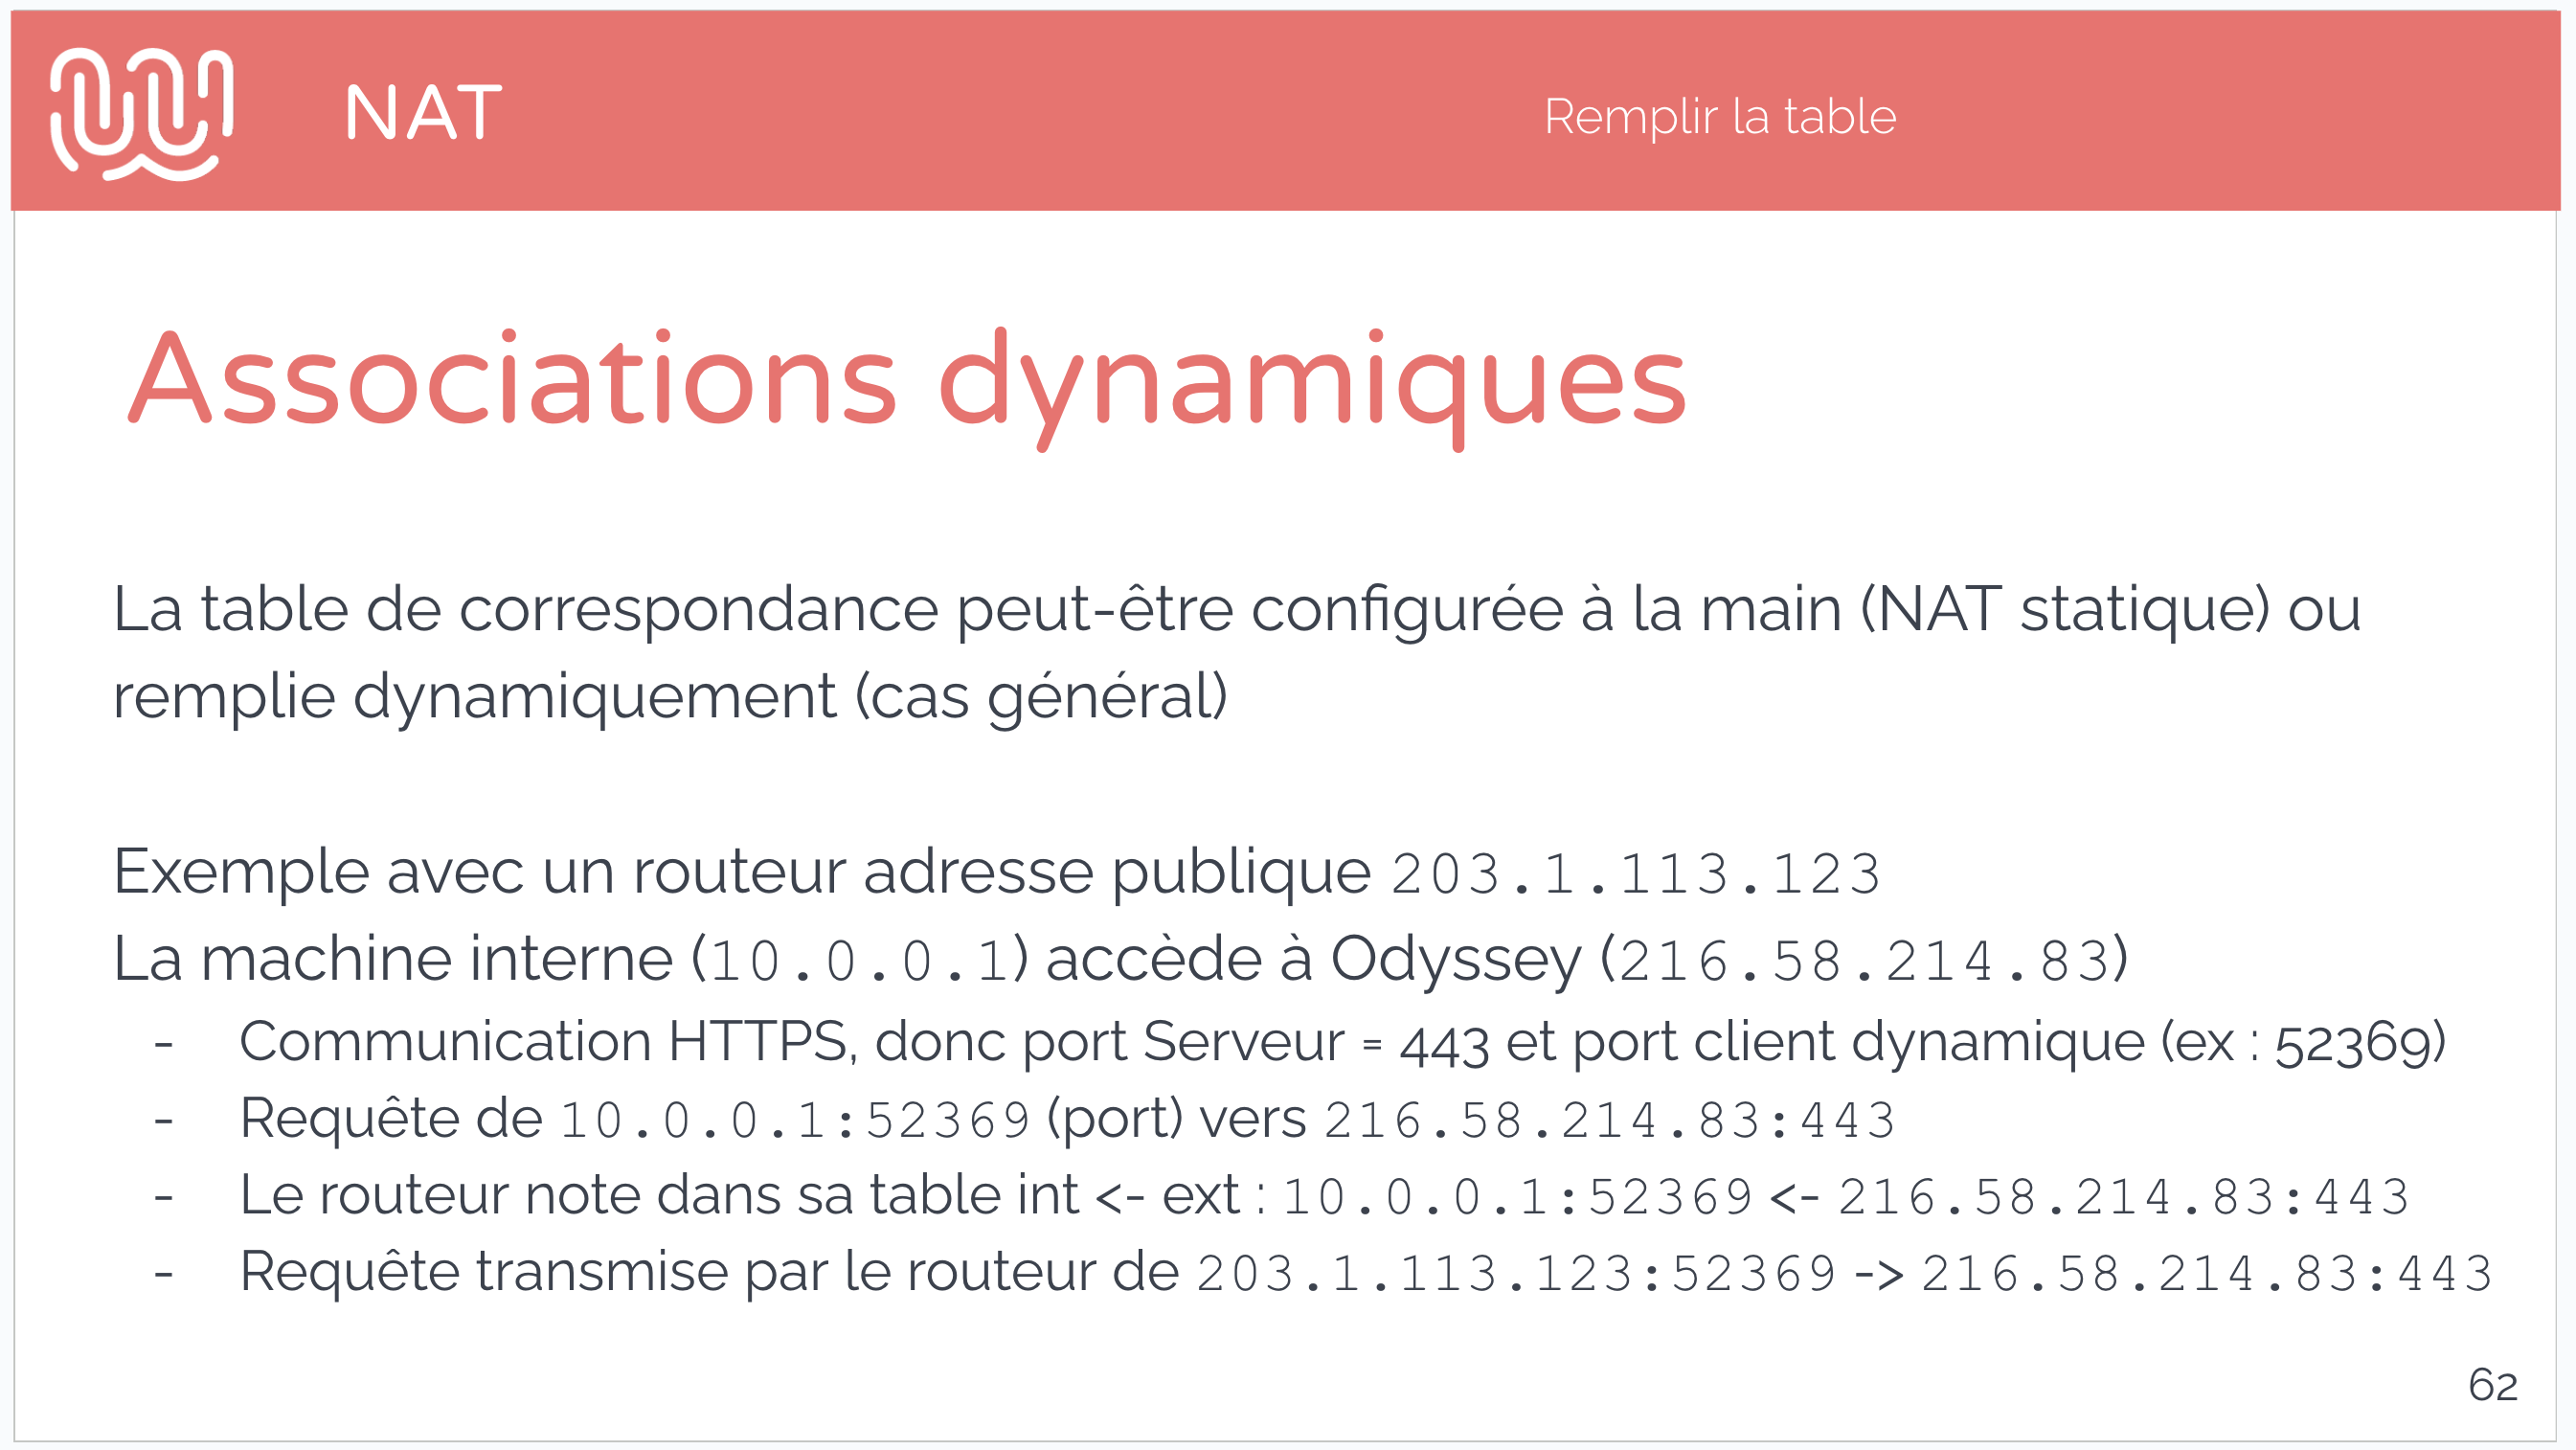 NAT
Remplir la table
Associations dynamiques
La table de correspondance peut-être configurée à la main (NAT statique) ou
remplie dynamiquement (cas général)
Exemple avec un routeur adresse publique 203.1.113.123
La machine interne (10.0.0.1) accède à Odyssey (216.58.214.83)
- Communication HTTPS, donc port Serveur = 443 et port client dynamique (ex : 52369)
- Requête de 10.0.0.1:52369 (port) vers 216.58.214.83:443
- Le routeur note dans sa table int <- ext : 10.0.0.1:52369 <- 216.58.214.83:443
- Requête transmise par le routeur de 203.1.113.123:52369 -> 216.58.214.83:443
62